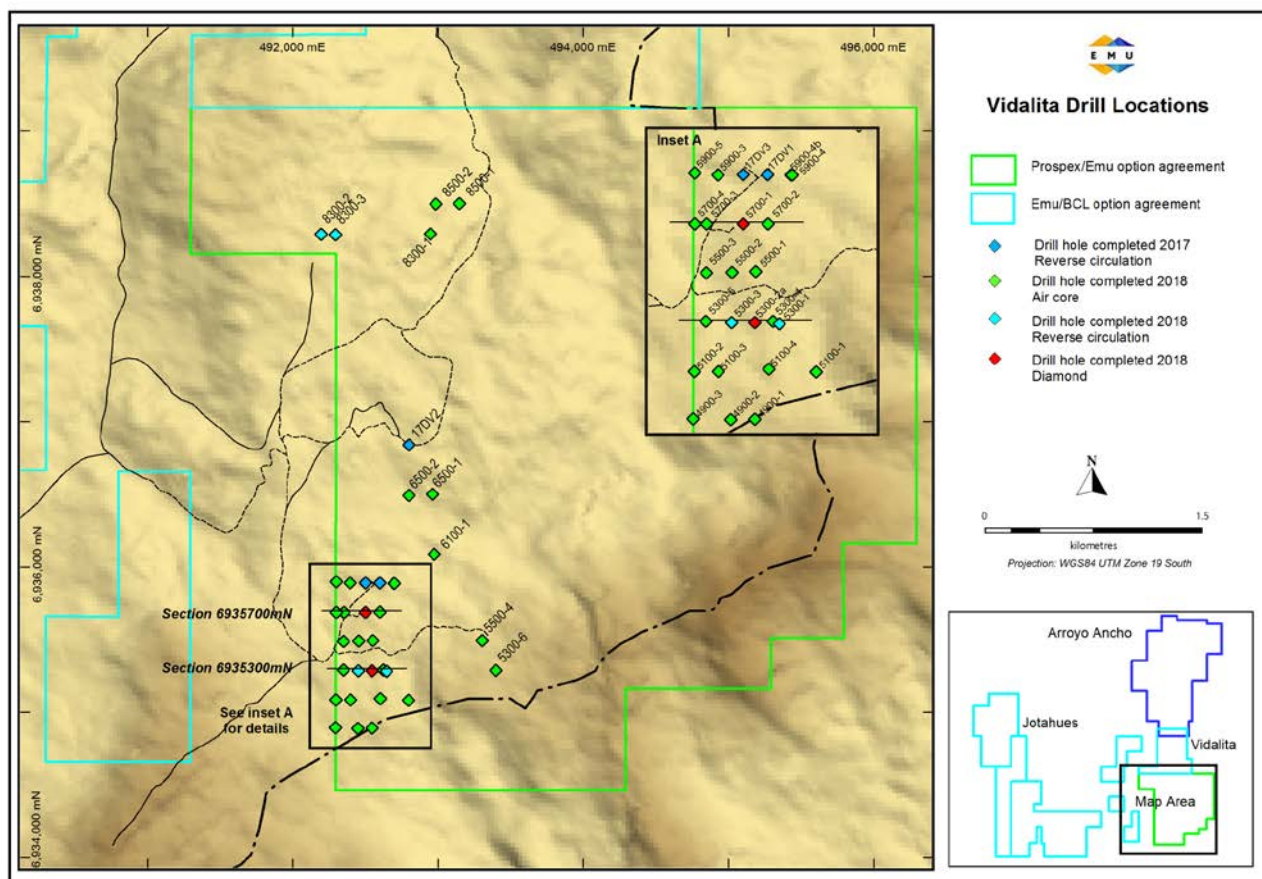 492,000 mE
494,000 mE
496,000 mE
6,938,000 mN
6,936,000 mN
6,934,000 mN
8300-2
8300-3
8500-2
8500-1
8300-1
17DV2
6500-2
6500-1
6100-1
5500-4
5300-6
Section 6935700mN
Section 6935300mN
See inset A
for details
Inset A
5900-5
5900-3
17DV3
17DV1
5900-4b
5900-4
5700-4
5700-3
5700-1
5700-2
5500-3
5500-2
5500-1
5300-3
5300-2a
5300-4
5300-1
5100-2
5100-3
5100-4
5100-1
4900-3
4900-2
4900-1
EMU
Vidalita Drill Locations
Prospex/Emu option agreement
Emu/BCL option agreement
Drill hole completed 2017
Reverse circulation
Drill hole completed 2018
Air core
Drill hole completed 2018
Reverse circulation
Drill hole completed 2018
Diamond
N
0
1.5
kilometres
Projection: WGS84 UTM Zone 19 South
Arroyo Ancho
Jotahues
Vidalita
Map Area